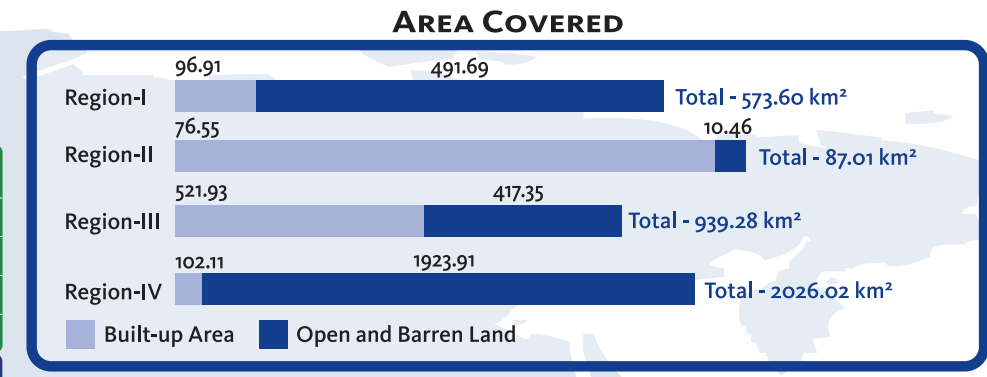 AREA COVERED
96.91 491.69
Region-I Total - 573.60 km²
76.55 10.46
Region-II Total - 87.01 km²
521.93 417.35
Region-III Total - 939.28 km²
102.11 1923.91
Region-IV Total - 2026.02 km²
Built-up Area Open and Barren Land